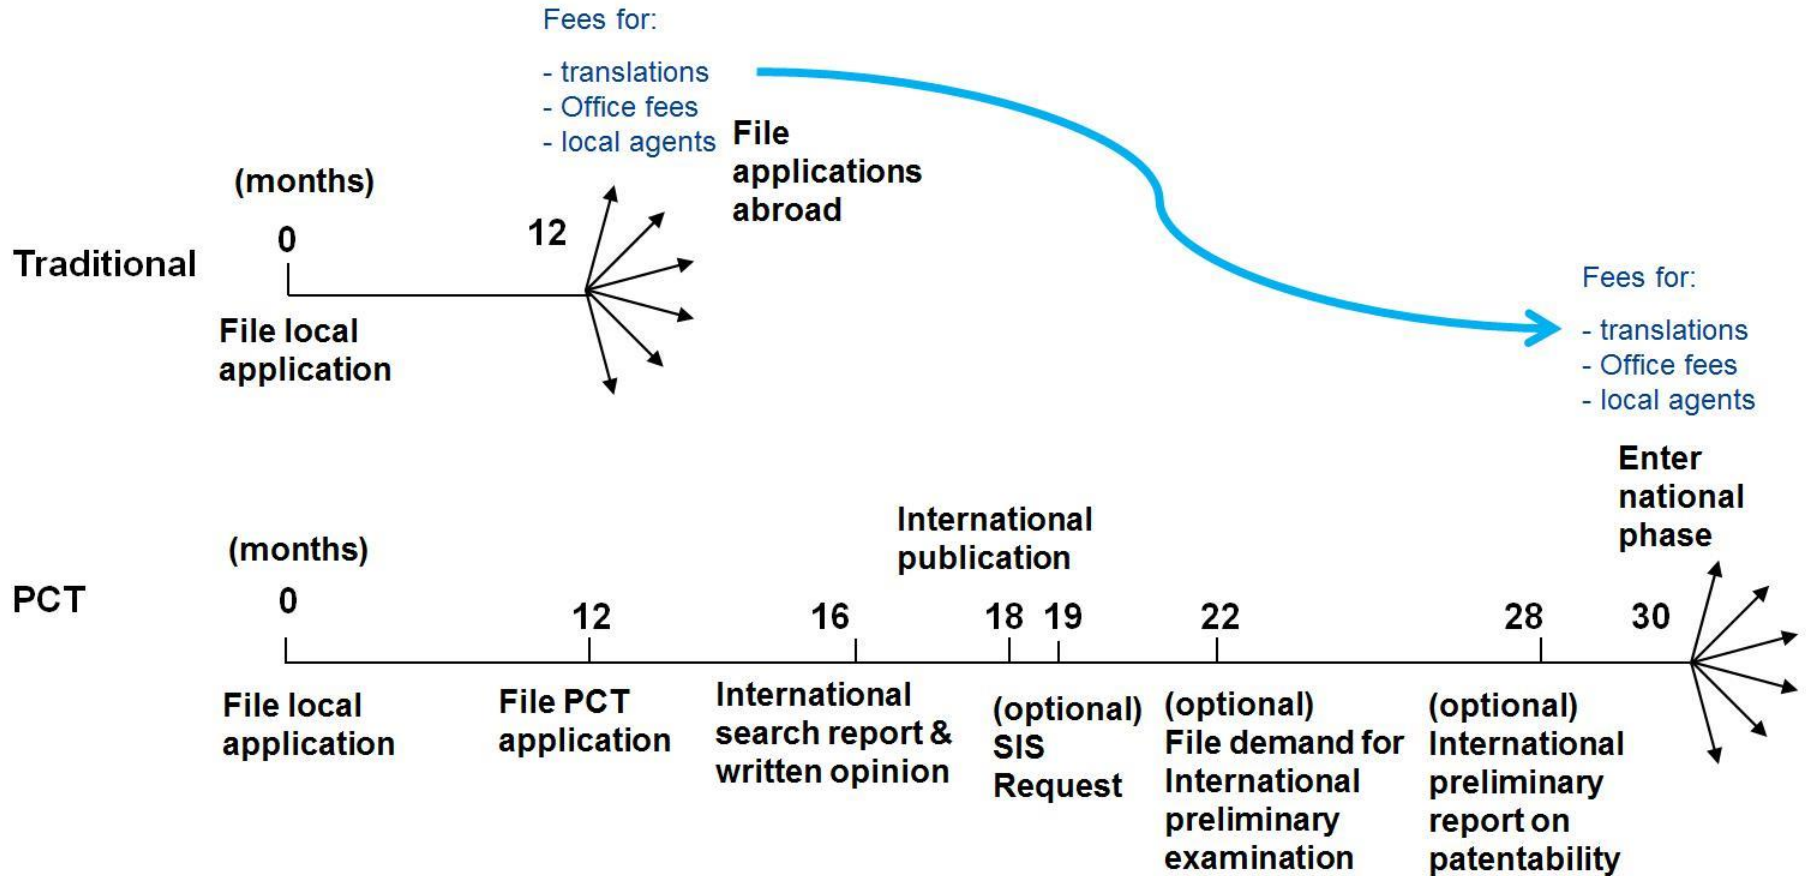 Fees for:
- translations
- Office fees
- local agents
File
applications
abroad
(months)
0
12
Traditional
File local
application
Fees for:
- translations
- Office fees
- local agents
Enter
national
phase
International
publication
(months)
PCT
0
12
16
18
19
22
28
30
File local
application
File PCT
application
International
search report &
written opinion
(optional)
SIS
Request
(optional)
File demand for
International
preliminary
examination
(optional)
International
preliminary
report on
patentability